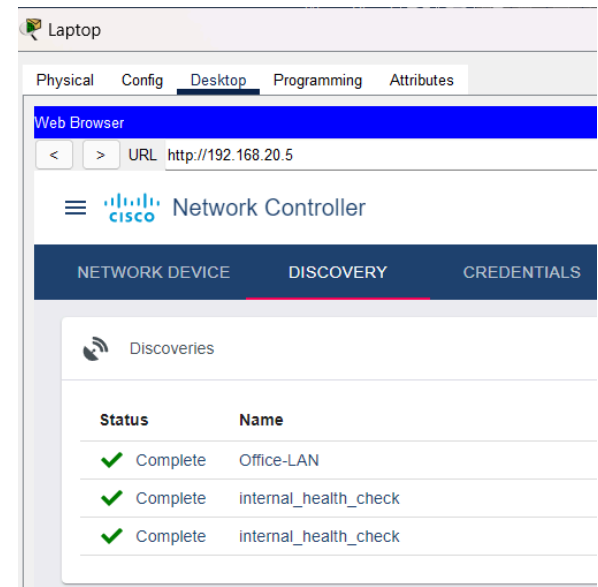 Laptop
Physical Config Desktop Programming Attributes
Web Browser
< > URL http://192.168.20.5
CISCO Network Controller
NETWORK DEVICE DISCOVERY CREDENTIALS
Discoveries
Status Name
Complete Office-LAN
Complete internal_health_check
Complete internal_health_check